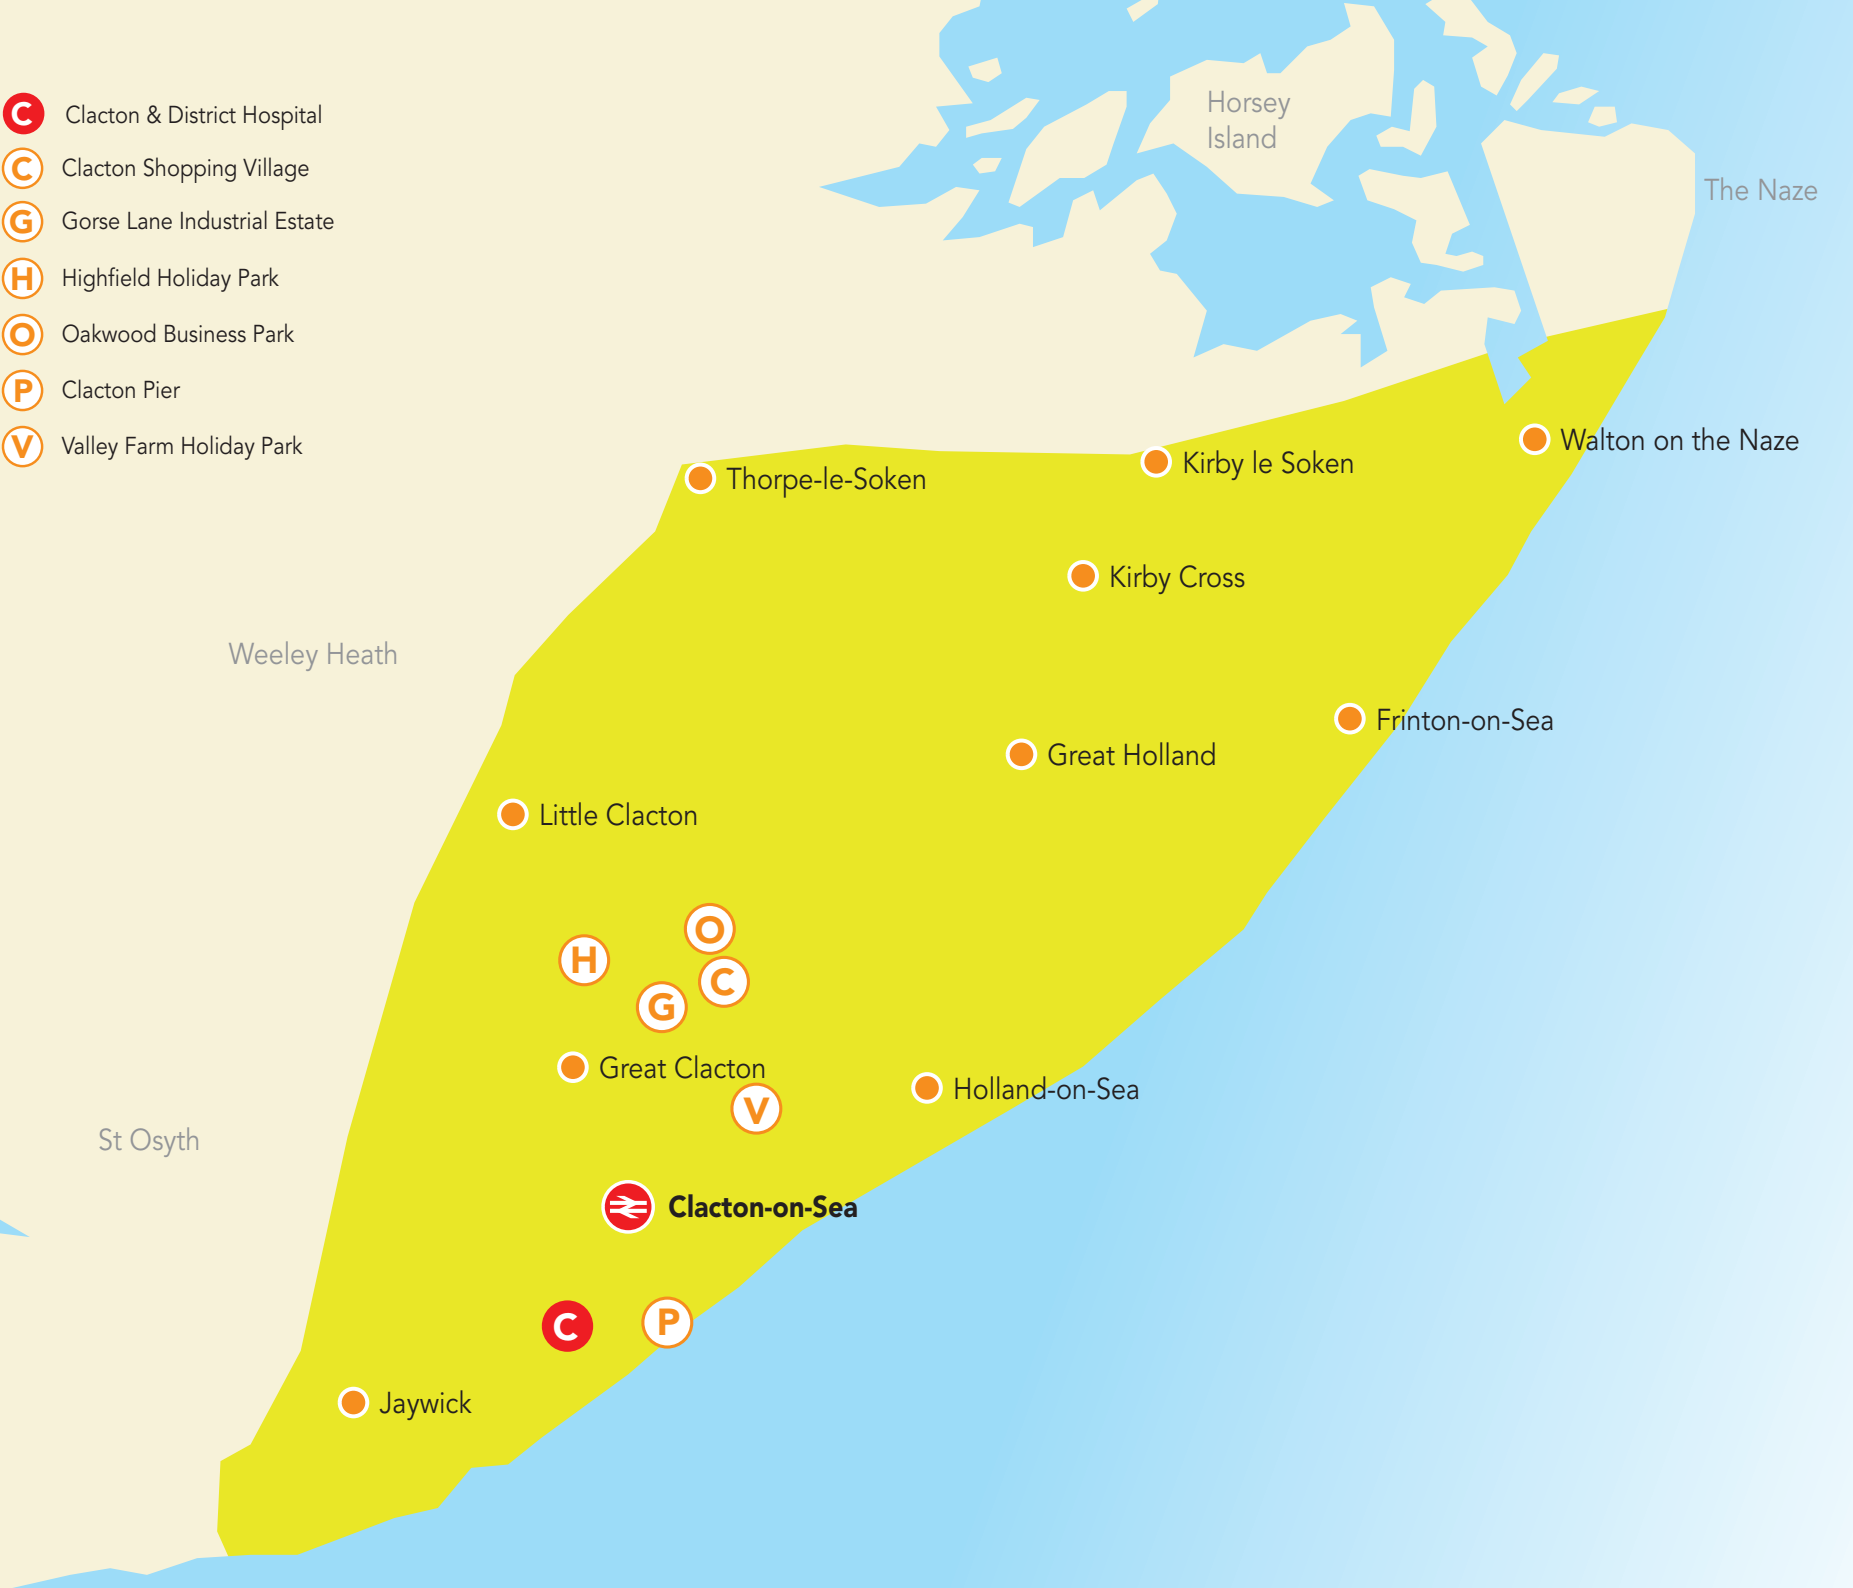 Horsey
Island
C Clacton & District Hospital
C Clacton Shopping Village
The Naze
G Gorse Lane Industrial Estate
H Highfield Holiday Park
O Oakwood Business Park
P Clacton Pier
V Valley Farm Holiday Park
Walton on the Naze
Kirby le Soken
Thorpe-le-Soken
Kirby Cross
Weeley Heath
Frinton-on-Sea
Great Holland
Little Clacton
O
H
C
G
Great Clacton
Holland-on-Sea
V
St Osyth
Clacton-on-Sea
P
C
Jaywick